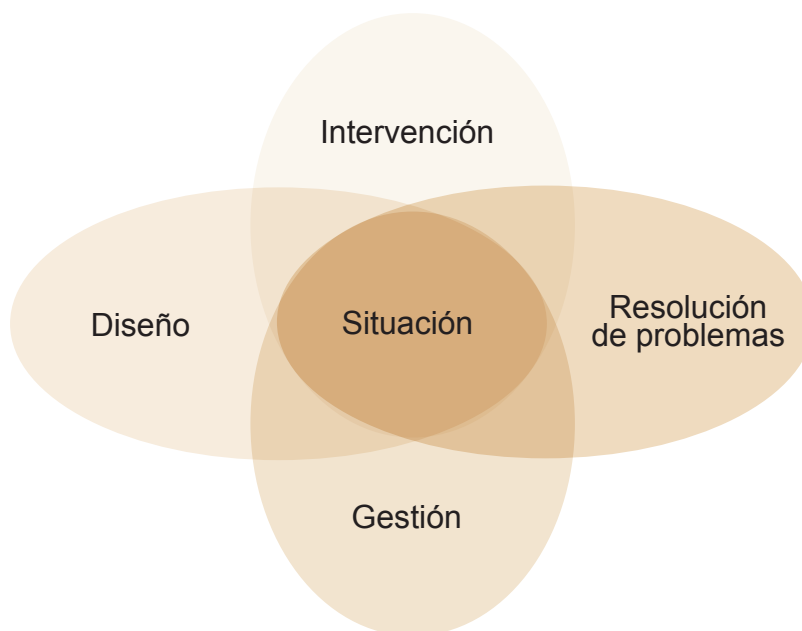 Intervención
Diseño
Situación
Resolución
de problemas
Gestión